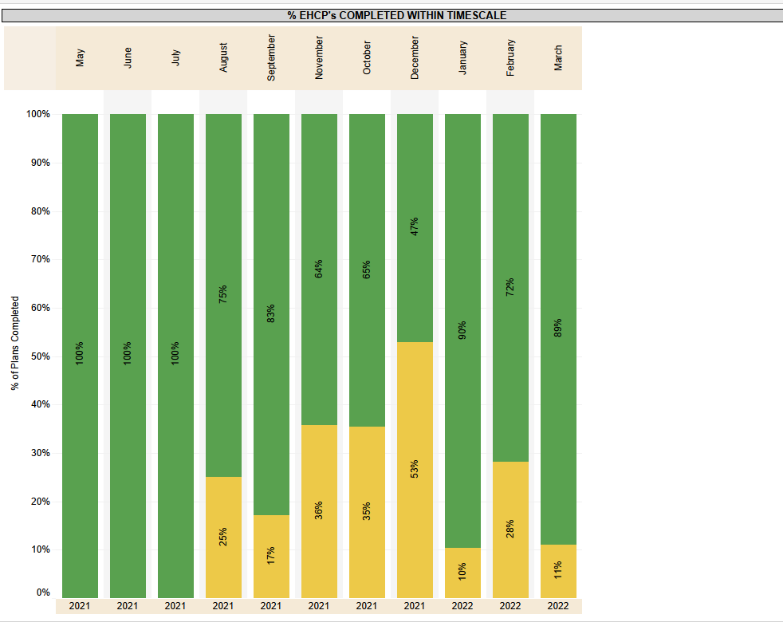 % EHCP's COMPLETED WITHIN TIMESCALE
May June July August September November October December January February March
100%
90%
80%
70%
60%
50%
40%
30%
20%
10%
0%
% of Plans Completed
100% 100% 100% 75% 83% 64% 65% 47% 90% 72% 89%
25% 17% 36% 35% 53% 10% 28% 11%
2021 2021 2021 2021 2021 2021 2021 2021 2022 2022 2022